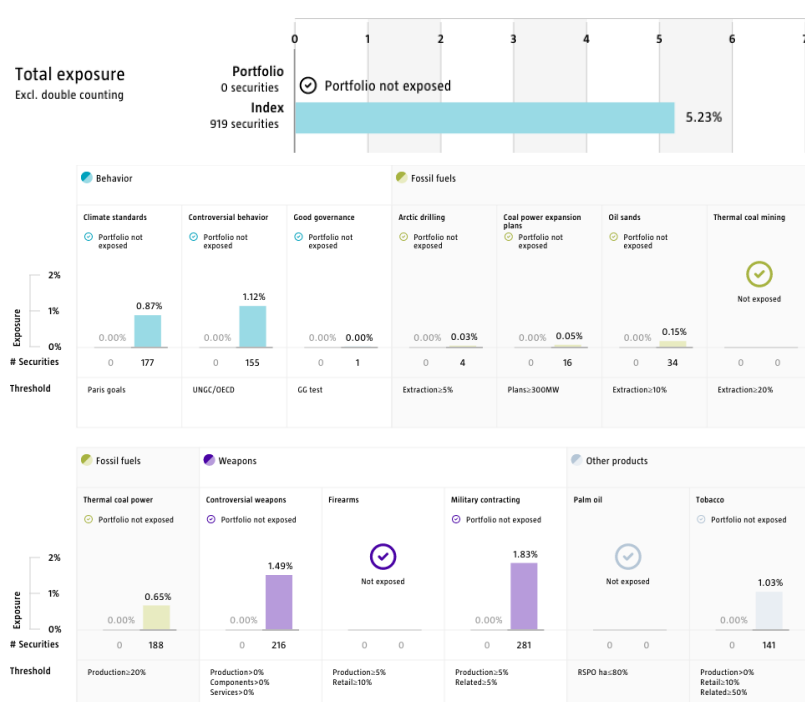 0 1 2 3 4 5 6 7
Total exposure
Excl. double counting
Portfolio
0 securities
Portfolio not exposed
Index
919 securities
5.23%
Behavior
Fossil fuels
Climate standards
Controversial behavior
Good governance
Arctic drilling
Coal power expansion
plans
Oil sands
Thermal coal mining
Portfolio not
exposed
Portfolio not
exposed
Portfolio not
exposed
Portfolio not
exposed
Portfolio not
exposed
Portfolio not
exposed
Not exposed
Exposure
2%
1%
0%
0.00% 0.87%
0.00% 1.12%
0.00% 0.00%
0.00% 0.03%
0.00% 0.05%
0.00% 0.15%
# Securities
0 177
0 155
0 1
0 4
0 16
0 34
0 0
Threshold
Paris goals
UNGC/OECD
GG test
Extraction≥5%
Plans≥300MW
Extraction≥10%
Extraction≥20%
Fossil fuels
Weapons
Other products
Thermal coal power
Controversial weapons
Firearms
Military contracting
Palm oil
Tobacco
Portfolio not exposed
Portfolio not exposed
Not exposed
Portfolio not exposed
Not exposed
Portfolio not exposed
Exposure
2%
1%
0%
0.00% 0.65%
0.00% 1.49%
0.00% 1.83%
0.00% 1.03%
# Securities
0 188
0 216
0 0
0 281
0 0
0 141
Threshold
Production≥20%
Production>0%
Components>0%
Services>0%
Production≥5%
Retail≥10%
Production≥5%
Related≥5%
RSPO ha≤80%
Production>0%
Retail≥10%
Related≥50%